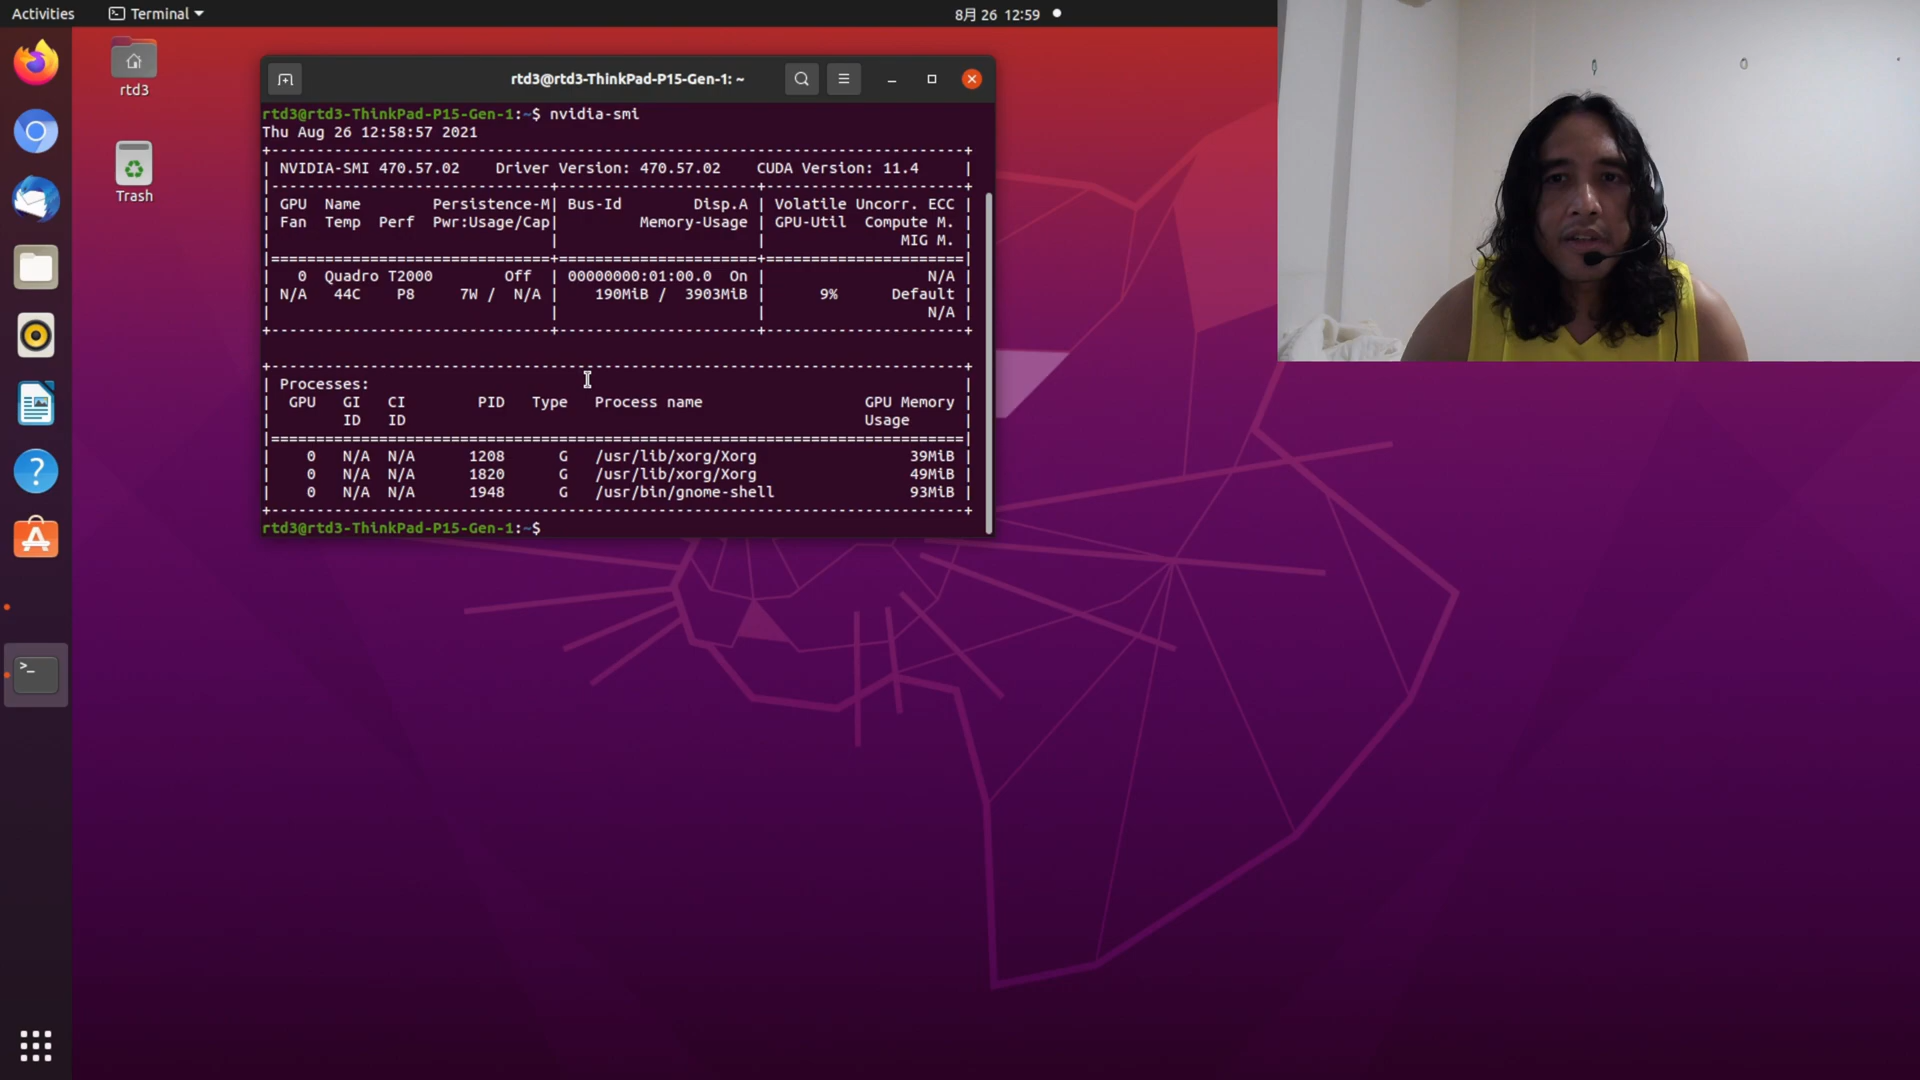 Activities
Terminal
8月 26 12:59
rtd3
Trash
rtd3@rtd3-ThinkPad-P15-Gen-1: ~
rtd3@rtd3-ThinkPad-P15-Gen-1:~$ nvidia-smi
Thu Aug 26 12:58:57 2021
+-----------------------------------------------------------------------------+
| NVIDIA-SMI 470.57.02    Driver Version: 470.57.02    CUDA Version: 11.4     |
|-------------------------------+----------------------+----------------------+
| GPU  Name        Persistence-M| Bus-Id        Disp.A | Volatile Uncorr. ECC |
| Fan  Temp  Perf  Pwr:Usage/Cap|         Memory-Usage | GPU-Util  Compute M. |
|                               |                      |               MIG M. |
|===============================+======================+======================|
|   0  Quadro T2000        Off  | 00000000:01:00.0  On |                  N/A |
| N/A   44C    P8     7W /  N/A |    190MiB /  3903MiB |      9%      Default |
|                               |                      |                  N/A |
+-------------------------------+----------------------+----------------------+
+-----------------------------------------------------------------------------+
| Processes:                                                                  |
|  GPU   GI   CI        PID   Type   Process name                  GPU Memory |
|        ID   ID                                                   Usage      |
|=============================================================================|
|    0   N/A  N/A      1208      G   /usr/lib/xorg/Xorg                 39MiB |
|    0   N/A  N/A      1820      G   /usr/lib/xorg/Xorg                 49MiB |
|    0   N/A  N/A      1948      G   /usr/bin/gnome-shell               93MiB |
+-----------------------------------------------------------------------------+
rtd3@rtd3-ThinkPad-P15-Gen-1:~$